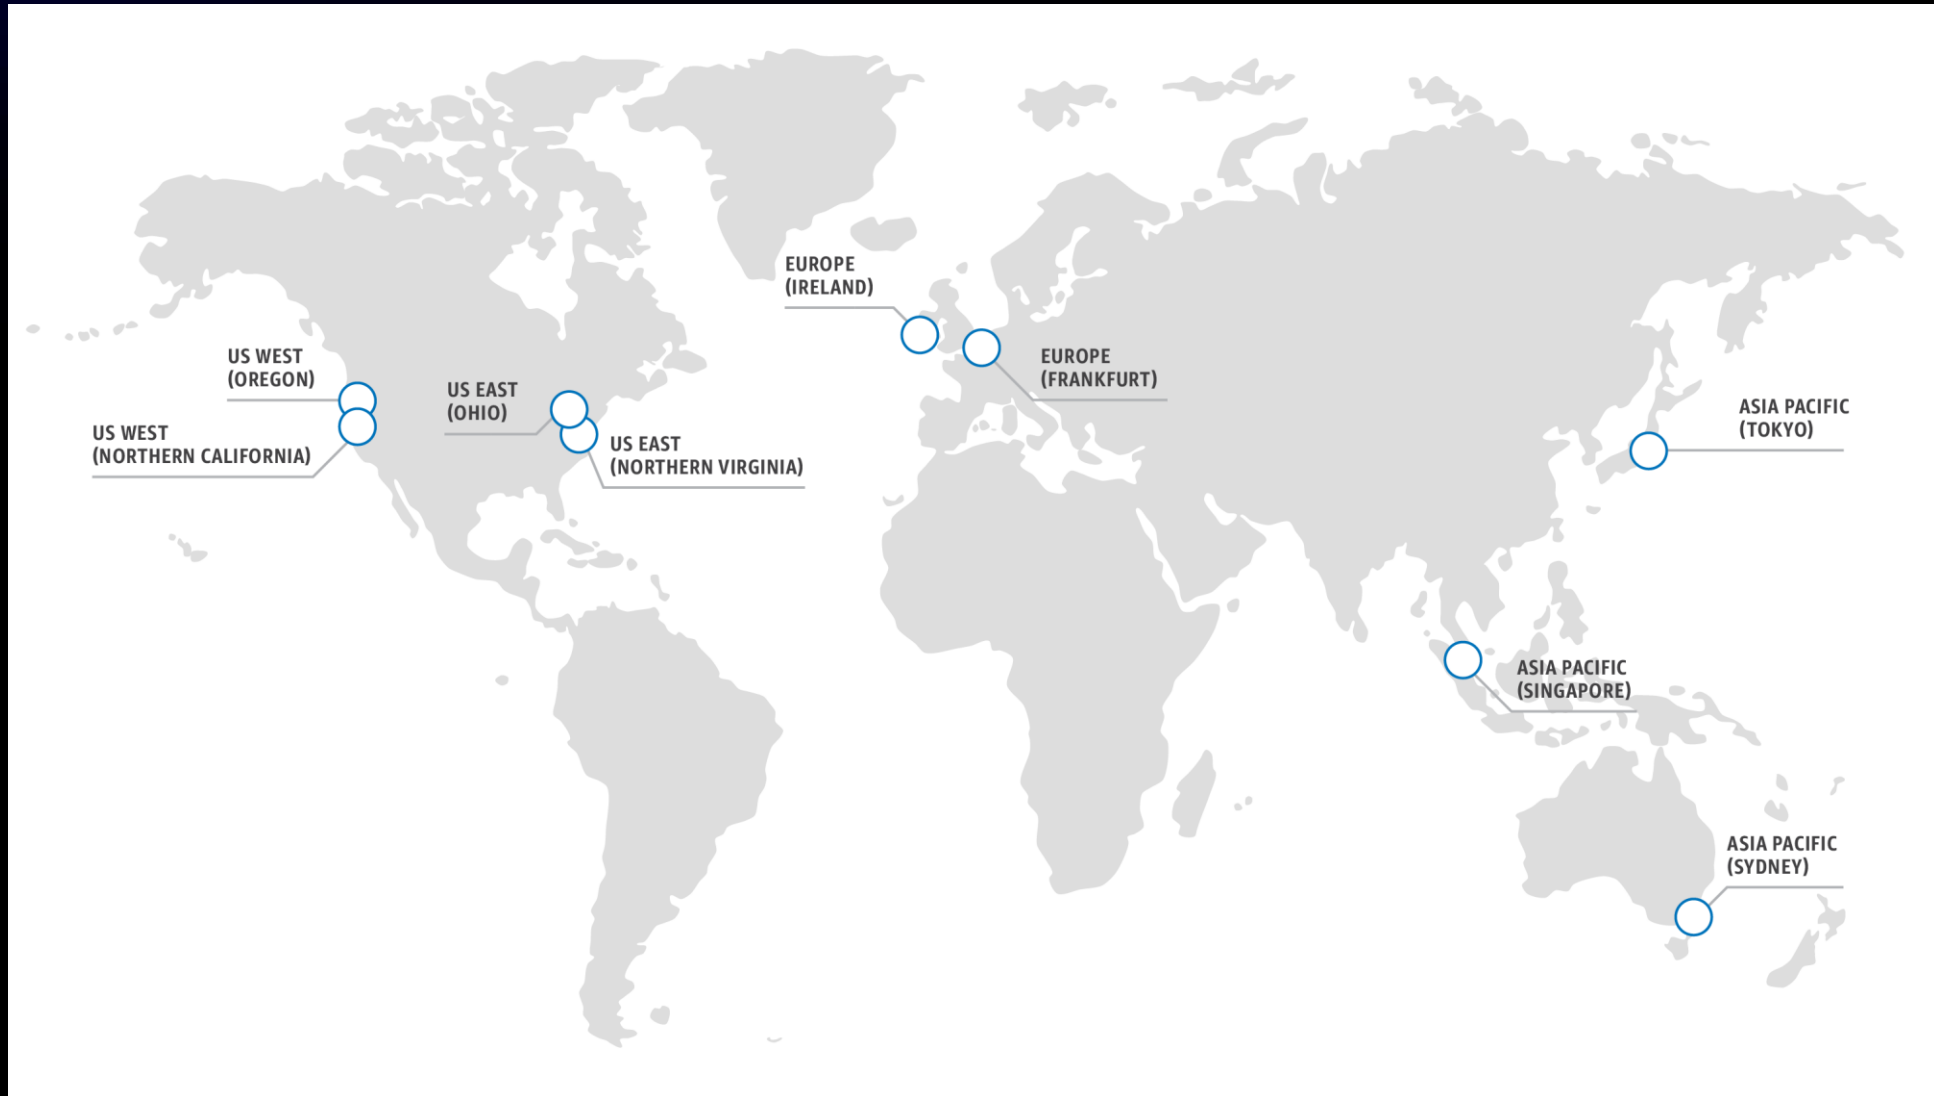 EUROPE
(IRELAND)
US WEST
(OREGON)
US EAST
(OHIO)
EUROPE
(FRANKFURT)
ASIA PACIFIC
(TOKYO)
US WEST
(NORTHERN CALIFORNIA)
US EAST
(NORTHERN VIRGINIA)
ASIA PACIFIC
(SINGAPORE)
ASIA PACIFIC
(SYDNEY)